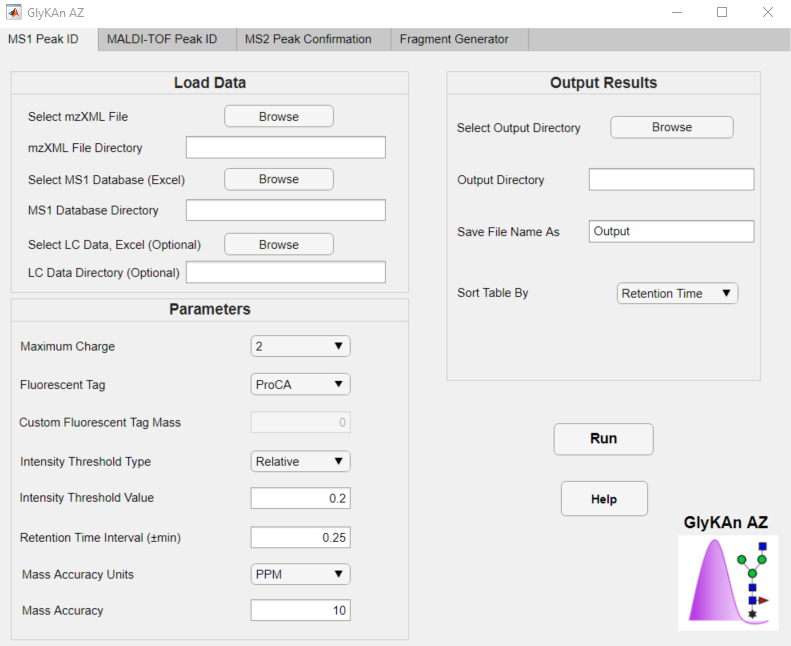 GlyKAn AZ
MS1 Peak ID
MALDI-TOF Peak ID
MS2 Peak Confirmation
Fragment Generator
Load Data
Select mzXML File
Browse
mzXML File Directory
Select MS1 Database (Excel)
Browse
MS1 Database Directory
Select LC Data, Excel (Optional)
Browse
LC Data Directory (Optional)
Parameters
Maximum Charge
2
Fluorescent Tag
ProCA
Custom Fluorescent Tag Mass
0
Intensity Threshold Type
Relative
Intensity Threshold Value
0.2
Retention Time Interval (±min)
0.25
Mass Accuracy Units
PPM
Mass Accuracy
10
Output Results
Select Output Directory
Browse
Output Directory
Save File Name As
Output
Sort Table By
Retention Time
Run
Help
GlyKAn AZ